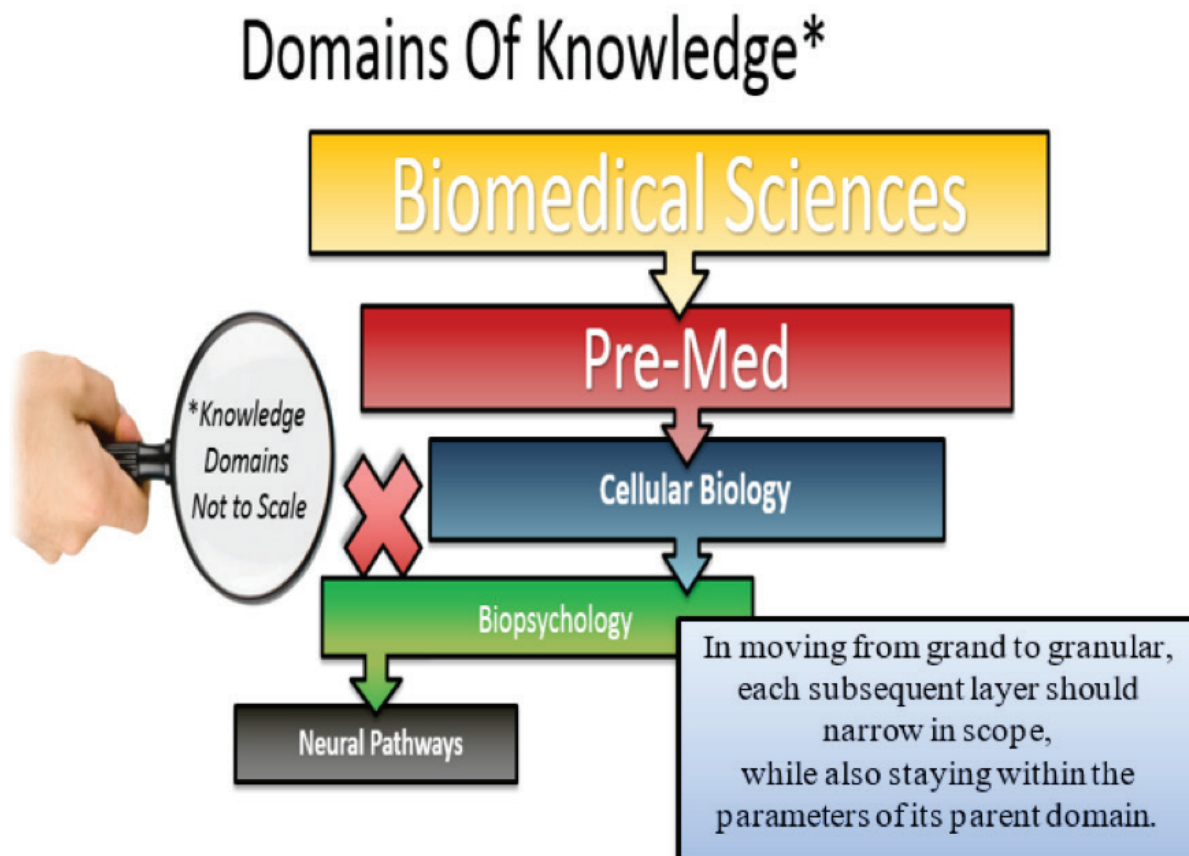 Domains Of Knowledge*
Biomedical Sciences
Pre-Med
*Knowledge
Domains
Not to Scale
Cellular Biology
Biopsychology
Neural Pathways
In moving from grand to granular,
each subsequent layer should
narrow in scope,
while also staying within the
parameters of its parent domain.